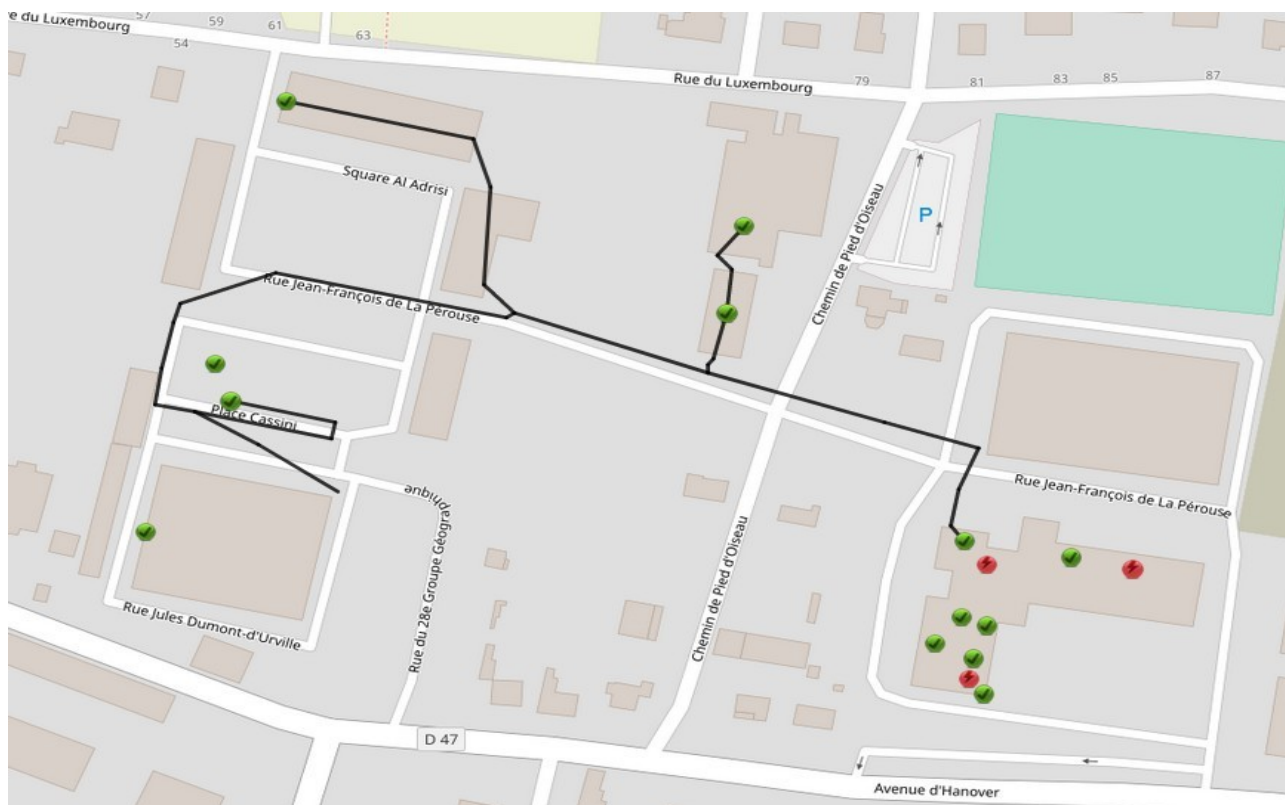 57
59
61
Rue du Luxembourg
63
54
Rue du Luxembourg
79
81
83
85
87
Square Al Adrisi
P
Chemin de Pied d'Oiseau
Rue Jean-François de La Pérouse
Place Cassini
Rue Jean-François de La Pérouse
Rue du 28e Groupe Géographique
Chemin de Pied d'Oiseau
Rue Jules Dumont-d'Urville
D 47
Avenue d'Hanover